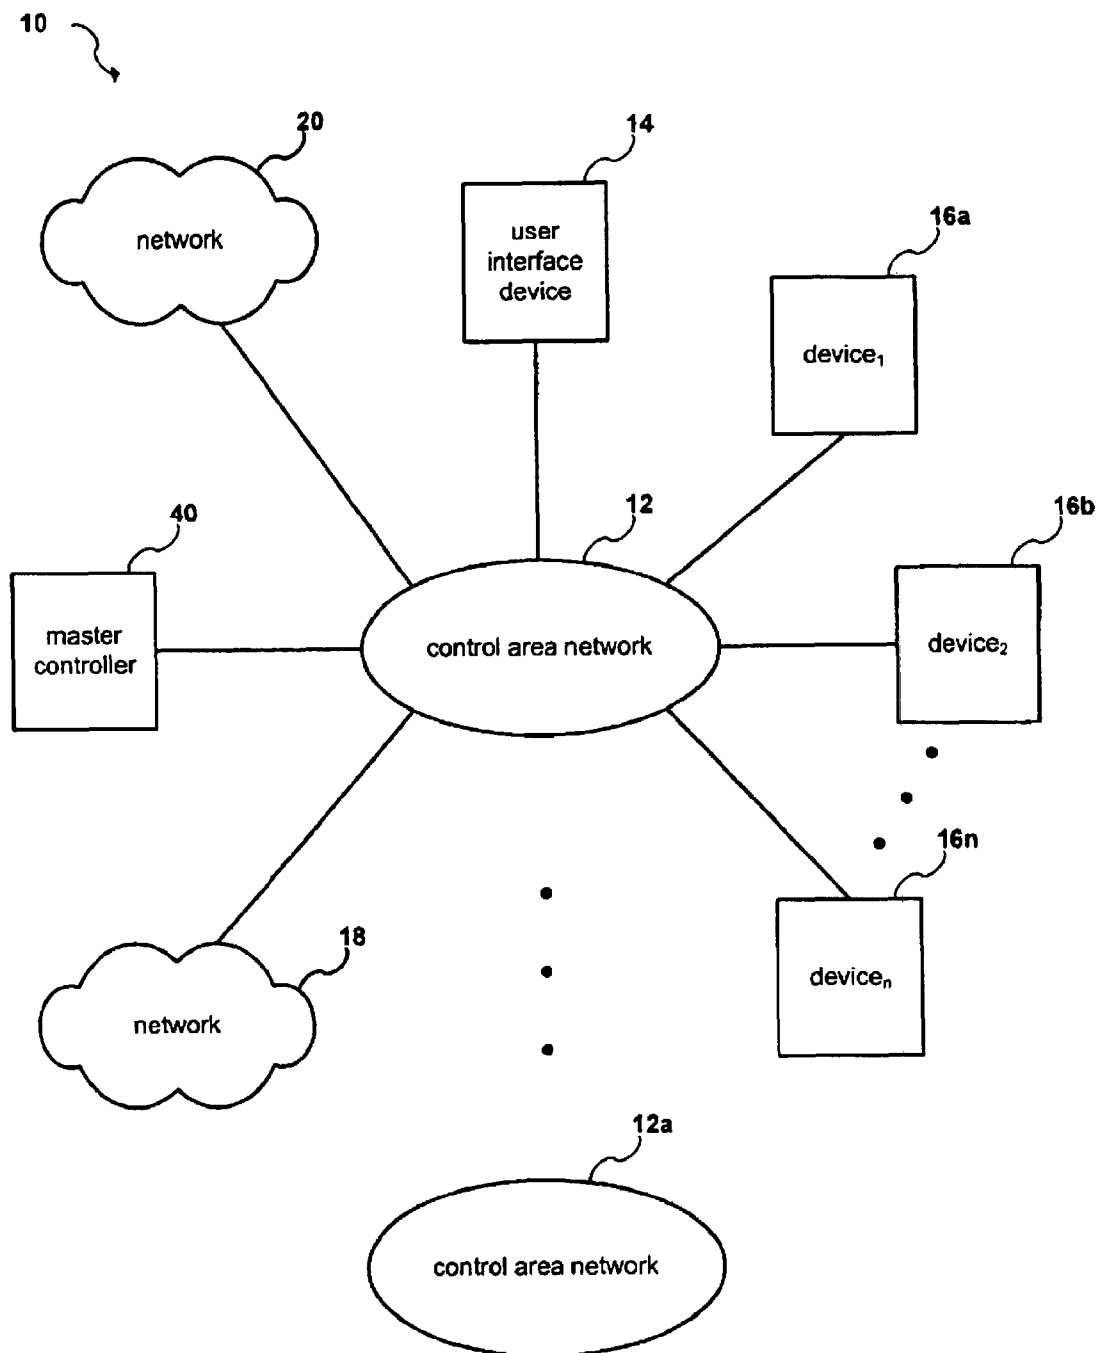 10
20
network
14
user
interface
device
16a
device₁
40
master
controller
12
control area network
16b
device₂
18
network
16n
deviceₙ
12a
control area network